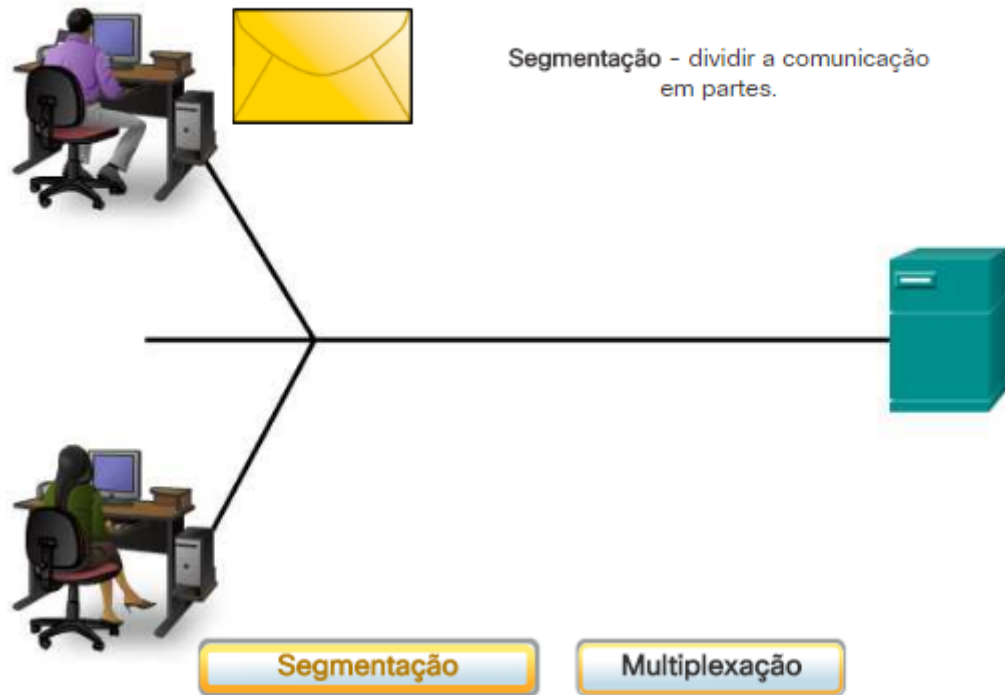 Segmentação - dividir a comunicação
em partes.
Segmentação
Multiplexação